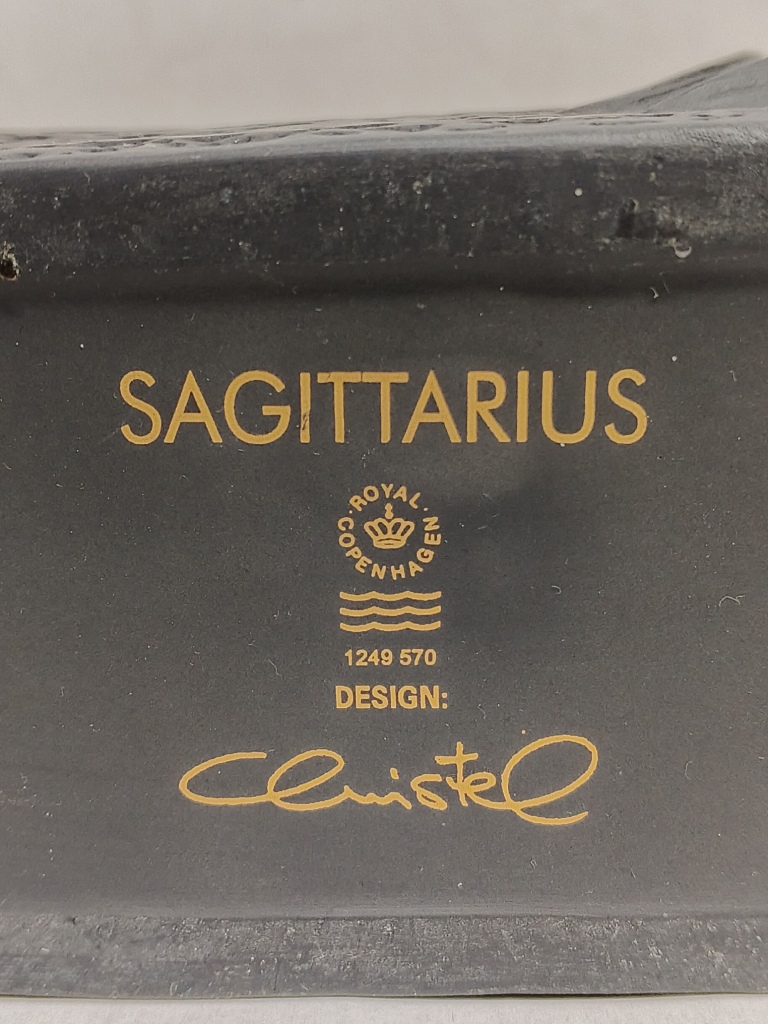 SAGITTARIUS
·ROYAL·
COPENHAGEN
1249 570
DESIGN:
Christel